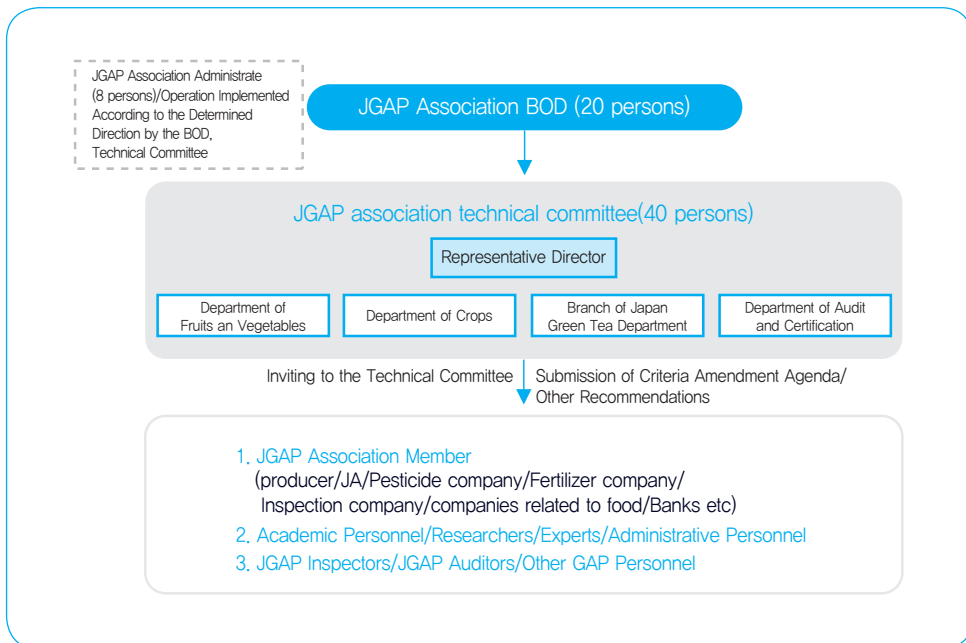 JGAP Association Administrate
(8 persons)/Operation Implemented
According to the Determined
Direction by the BOD,
Technical Committee
JGAP Association BOD (20 persons)
JGAP association technical committee(40 persons)
Representative Director
Department of
Fruits an Vegetables
Department of Crops
Branch of Japan
Green Tea Department
Department of Audit
and Certification
Inviting to the Technical Committee
Submission of Criteria Amendment Agenda/
Other Recommendations
1. JGAP Association Member
(producer/JA/Pesticide company/Fertilizer company/
Inspection company/companies related to food/Banks etc)
2. Academic Personnel/Researchers/Experts/Administrative Personnel
3. JGAP Inspectors/JGAP Auditors/Other GAP Personnel